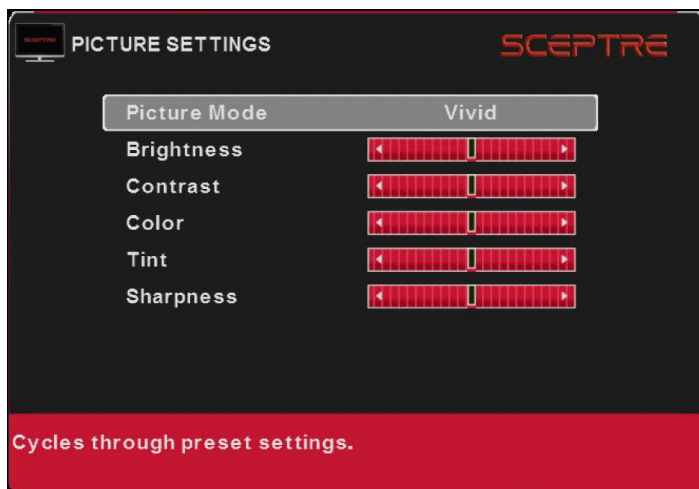 SCEPTRE
PICTURE SETTINGS
SCEPTRE
Picture Mode Vivid
Brightness
Contrast
Color
Tint
Sharpness
Cycles through preset settings.